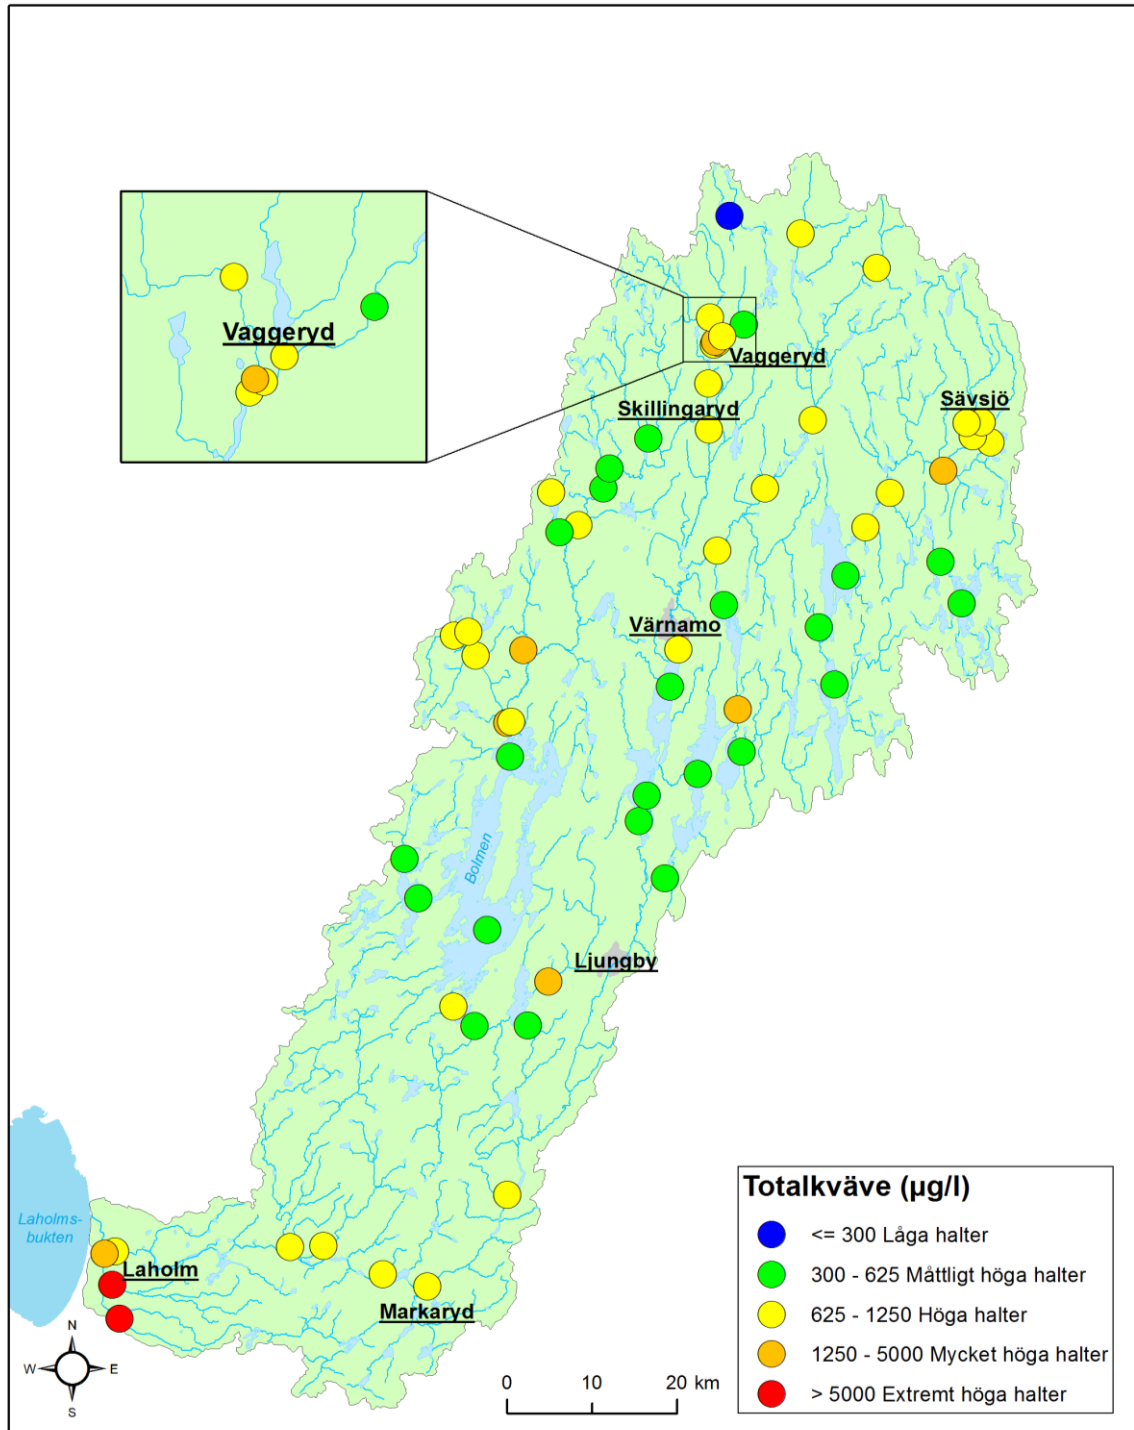 Vaggeryd
Vaggeryd
Skillingaryd
Sävsjö
Värnamo
Bolmen
Ljungby
Laholms-
bukten
Laholm
Markaryd
N
W E
S
0 10 20 km
Totalkväve (µg/l)
<= 300 Låga halter
300 - 625 Måttligt höga halter
625 - 1250 Höga halter
1250 - 5000 Mycket höga halter
> 5000 Extremt höga halter